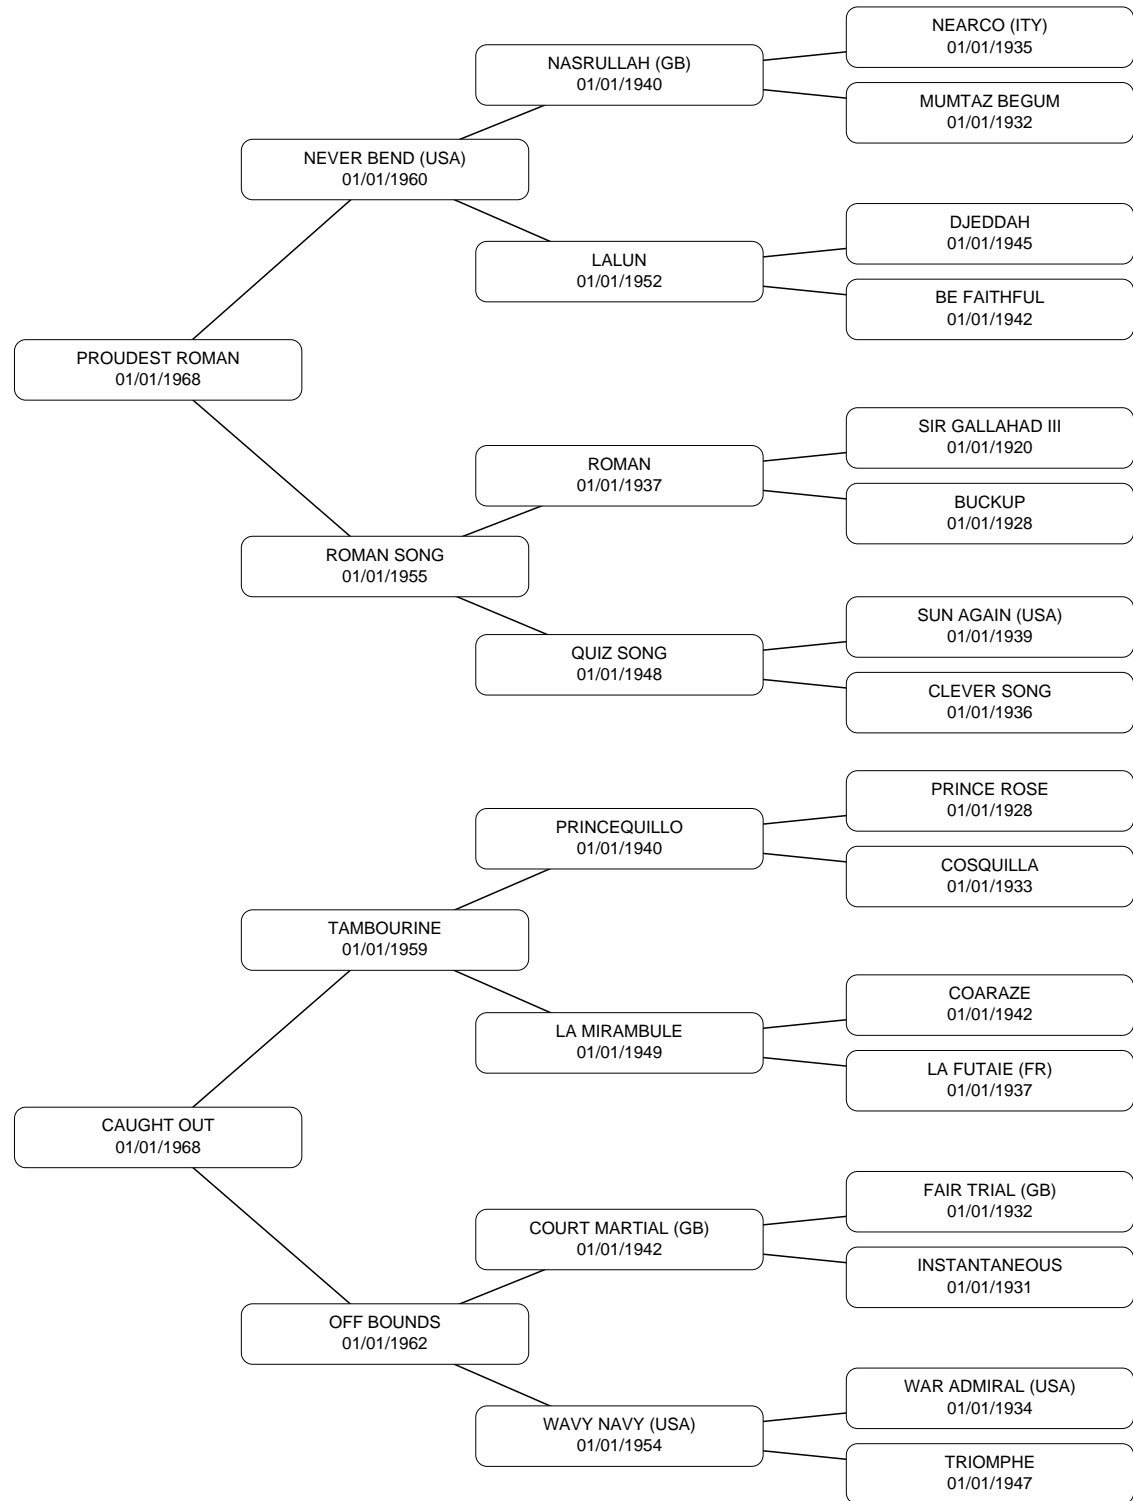 NEARCO (ITY)
01/01/1935
NASRULLAH (GB)
01/01/1940
MUMTAZ BEGUM
01/01/1932
NEVER BEND (USA)
01/01/1960
DJEDDAH
01/01/1945
LALUN
01/01/1952
BE FAITHFUL
01/01/1942
PROUDEST ROMAN
01/01/1968
SIR GALLAHAD III
01/01/1920
ROMAN
01/01/1937
BUCKUP
01/01/1928
ROMAN SONG
01/01/1955
SUN AGAIN (USA)
01/01/1939
QUIZ SONG
01/01/1948
CLEVER SONG
01/01/1936
PRINCE ROSE
01/01/1928
PRINCEQUILLO
01/01/1940
COSQUILLA
01/01/1933
TAMBOURINE
01/01/1959
COARAZE
01/01/1942
LA MIRAMBULE
01/01/1949
LA FUTAIE (FR)
01/01/1937
CAUGHT OUT
01/01/1968
FAIR TRIAL (GB)
01/01/1932
COURT MARTIAL (GB)
01/01/1942
INSTANTANEOUS
01/01/1931
OFF BOUNDS
01/01/1962
WAR ADMIRAL (USA)
01/01/1934
WAVY NAVY (USA)
01/01/1954
TRIOMPHE
01/01/1947